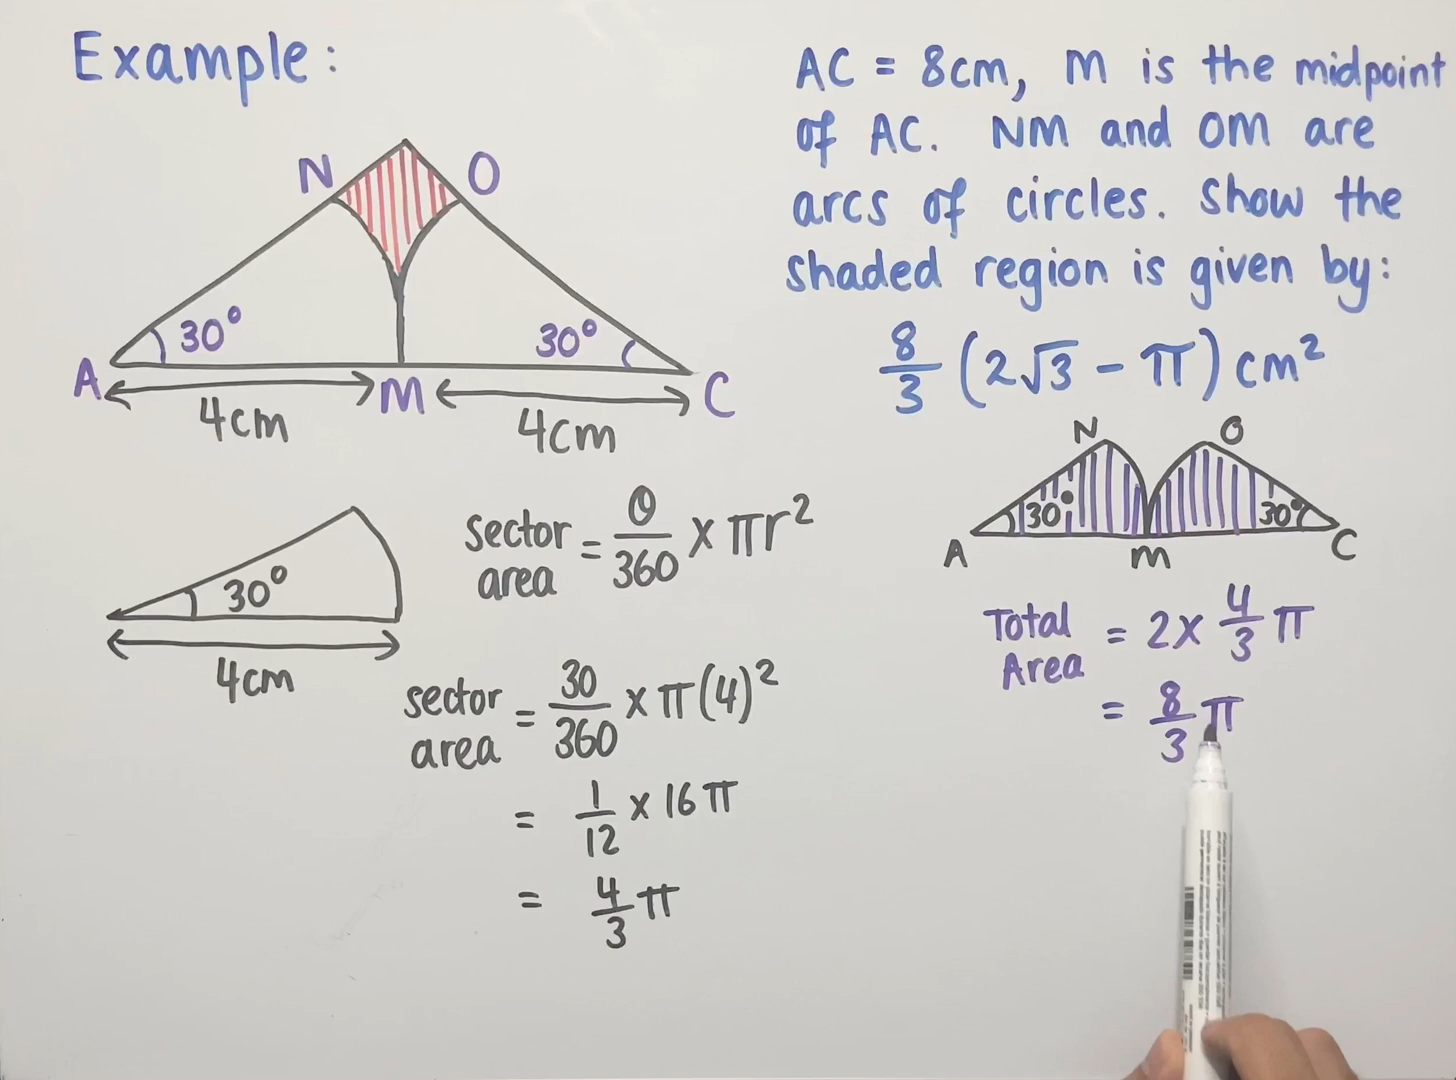 Example:
AC = 8cm, M is the midpoint
of AC. NM and OM are
arcs of circles. Show the
shaded region is given by:
8/3 (2√3 - π) cm²
N O
30° 30°
A M C
4cm 4cm
30°
4cm
sector area = θ/360 × πr²
sector area = 30/360 × π(4)²
= 1/12 × 16π
= 4/3 π
N O
30° 30°
A M C
Total Area = 2 × 4/3 π
= 8/3 π